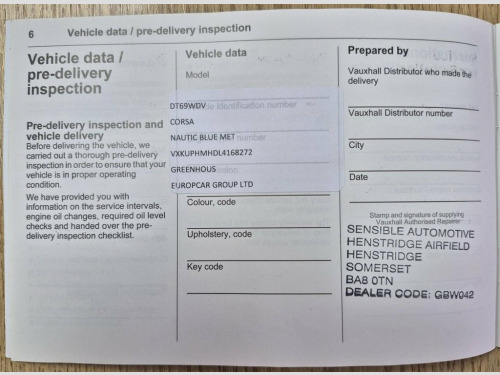 6 Vehicle data / pre-delivery inspection
Vehicle data /
pre-delivery
inspection
Pre-delivery inspection and
vehicle delivery
Before delivering the vehicle, we
carried out a thorough pre-delivery
inspection in order to ensure that your
vehicle is in proper operating
condition.
We have provided you with
information on the service intervals,
engine oil changes, required oil level
checks and handed over the pre-
delivery inspection checklist.
Vehicle data
Model
DT69WDV
identification number
CORSA
NAUTIC BLUE MET
number
VXKUPHMHDL4168272
GREENHOUS
EUROPCAR GROUP LTD
Colour, code
Upholstery, code
Key code
Prepared by
Vauxhall Distributor who made the
delivery
Vauxhall Distributor number
City
Date
Stamp and signature of supplying
Vauxhall Authorised Repairer
SENSIBLE AUTOMOTIVE
HENSTRIDGE AIRFIELD
HENSTRIDGE
SOMERSET
BA8 0TN
DEALER CODE: GBW042